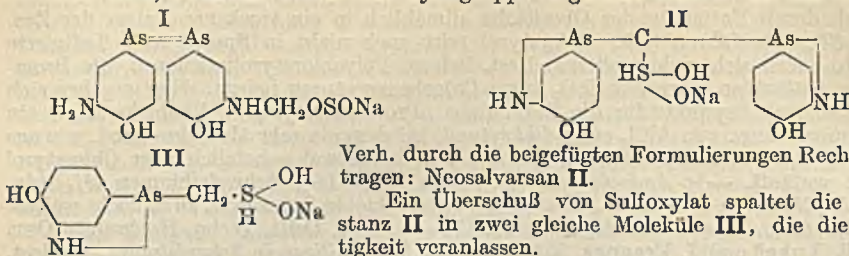 I
II
As═As
As—C—As
HS—OH
ONa
H₂N
NHCH₂OSONa
HN
NH
OH
OH
OH
OH
III
Verh. durch die beigefügten Formulierungen Rech
HO
As—CH₂·S
OH
tragen: Neosalvarsan II.
H
ONa
Ein Überschuß von Sulfoxylat spaltet die
stanz II in zwei gleiche Moleküle III, die die
NH
tigkeit veranlassen.